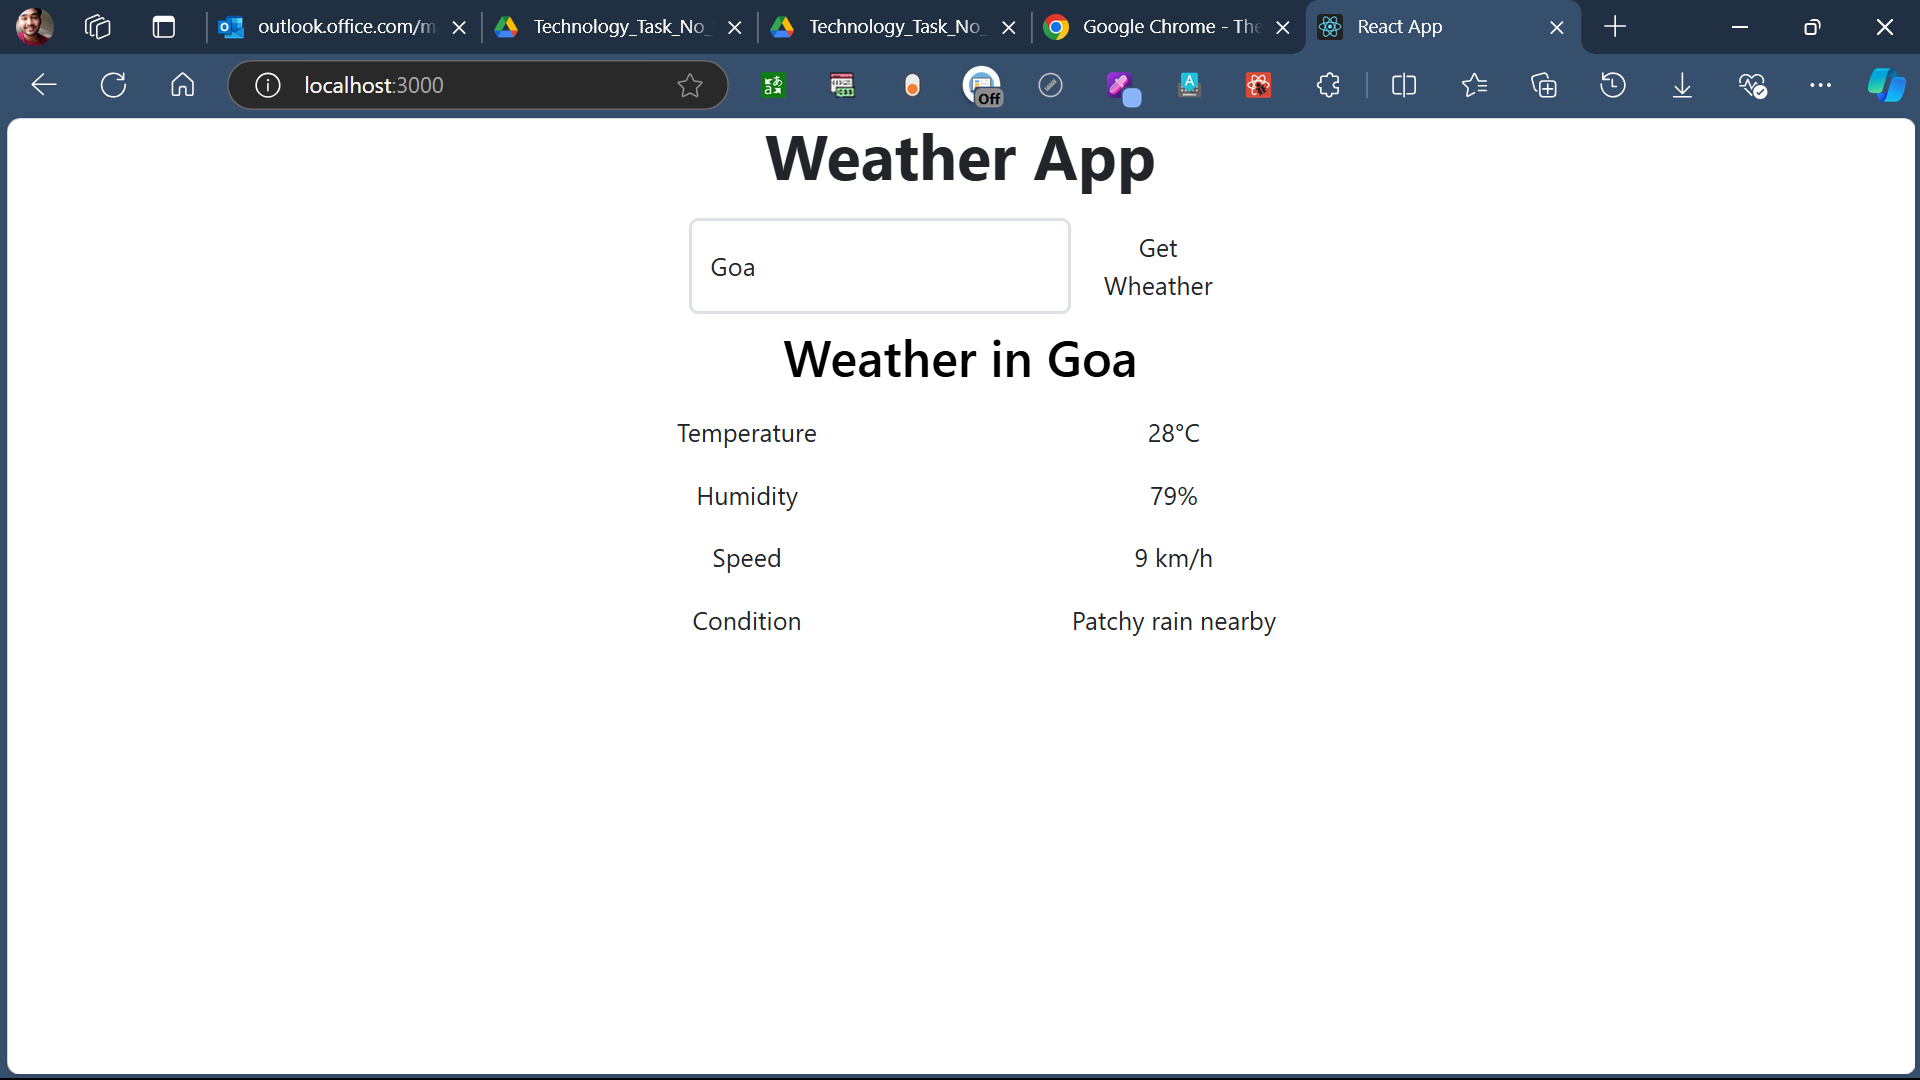 outlook.office.com/m
Technology_Task_No_
Technology_Task_No_
Google Chrome - The
React App
localhost:3000
Off
Weather App
Goa
Get
Wheather
Weather in Goa
Temperature 28°C
Humidity 79%
Speed 9 km/h
Condition Patchy rain nearby